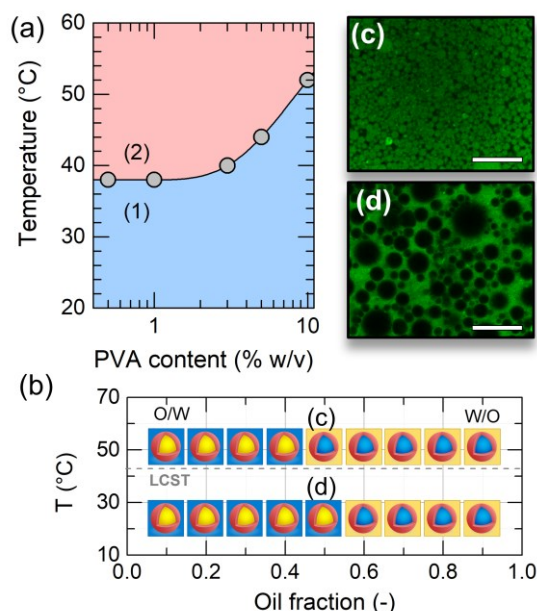 (a)
60
50
40
30
20
Temperature (°C)
(2)
(1)
1
10
PVA content (% w/v)
(c)
(d)
(b)
70
50
30
10
T (°C)
O/W
(c)
W/O
LCST
(d)
0.0
0.2
0.4
0.6
0.8
1.0
Oil fraction (-)